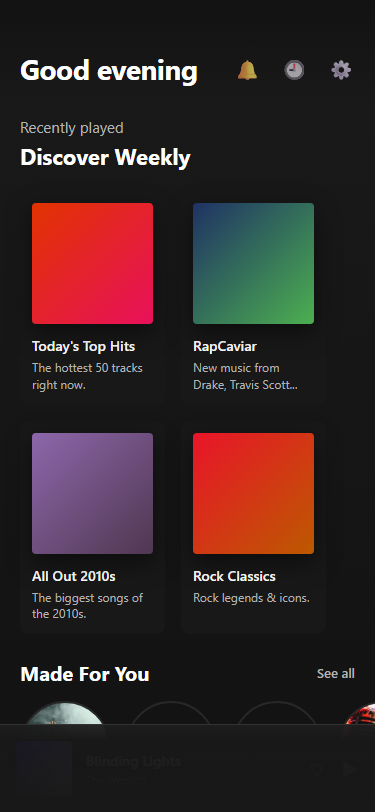 Good evening
Recently played
Discover Weekly
Today's Top Hits
The hottest 50 tracks
right now.
RapCaviar
New music from
Drake, Travis Scott...
All Out 2010s
The biggest songs of
the 2010s.
Rock Classics
Rock legends & icons.
Made For You
See all
Blinding Lights